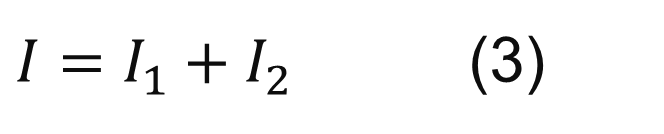 I = I₁ + I₂ (3)